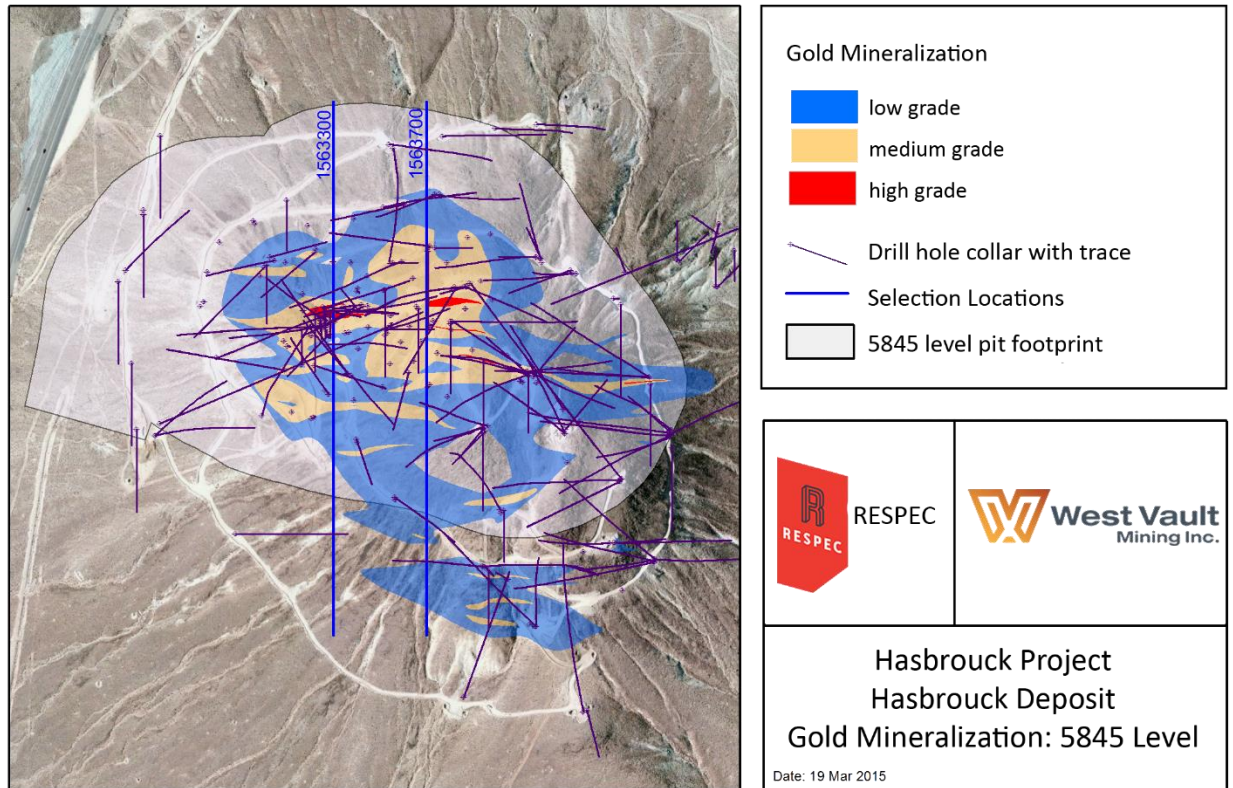 1563300
1563700
Gold Mineralization
low grade
medium grade
high grade
Drill hole collar with trace
Selection Locations
5845 level pit footprint
R
RESPEC
RESPEC
West Vault
Mining Inc.
Hasbrouck Project
Hasbrouck Deposit
Gold Mineralization: 5845 Level
Date: 19 Mar 2015